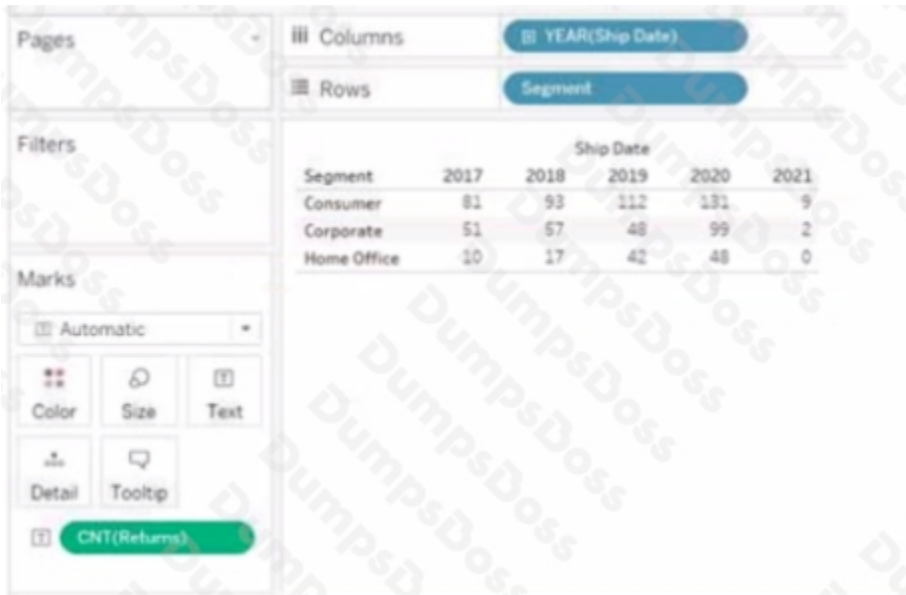 Pages
Columns
YEAR(Ship Date)
Rows
Segment
Filters
Ship Date
Segment 2017 2018 2019 2020 2021
Consumer 81 93 112 131 9
Corporate 51 57 48 99 2
Home Office 10 17 42 48 0
Marks
Automatic
Color Size Text
Detail Tooltip
CNT(Returns)
DumpsDoss